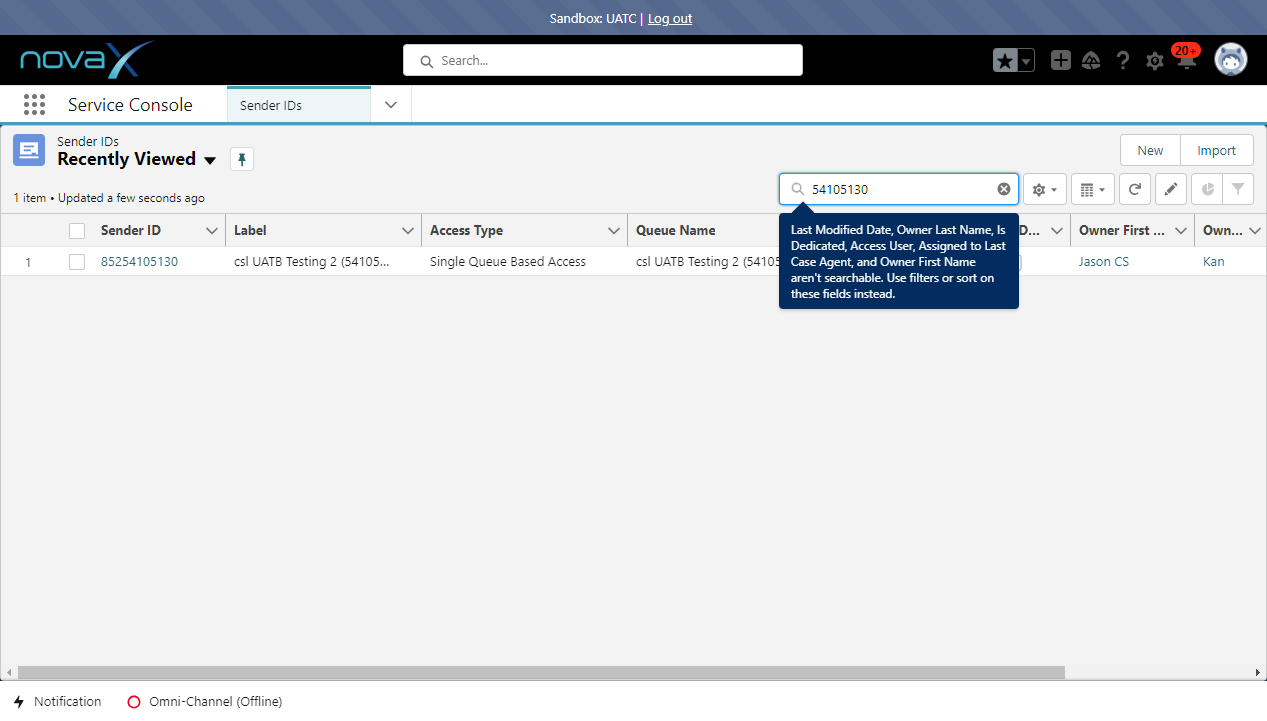 Sandbox: UATC | Log out
novaX
Search...
20+
Service Console
Sender IDs
Sender IDs
Recently Viewed
New
Import
1 item • Updated a few seconds ago
54105130
Sender ID
Label
Access Type
Queue Name
D...
Owner First ...
Own...
1
85254105130
csl UATB Testing 2 (54105...
Single Queue Based Access
csl UATB Testing 2 (5410
Jason CS
Kan
Last Modified Date, Owner Last Name, Is
Dedicated, Access User, Assigned to Last
Case Agent, and Owner First Name
aren't searchable. Use filters or sort on
these fields instead.
Notification
Omni-Channel (Offline)